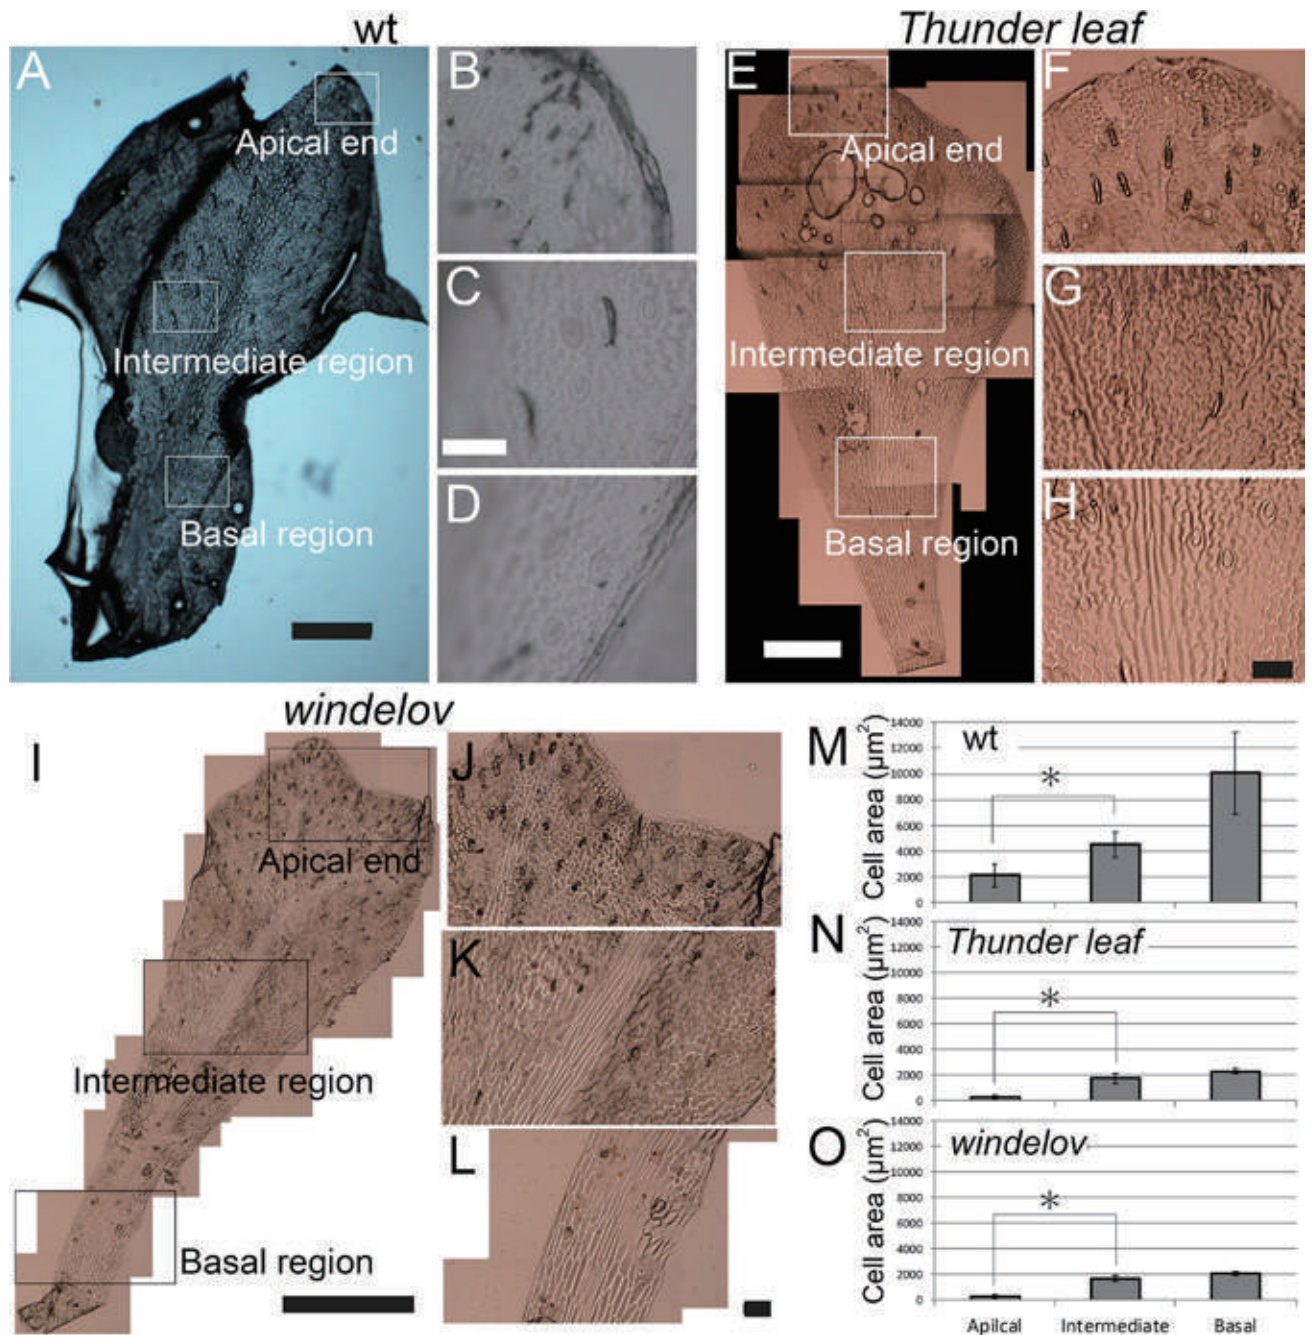 wt
Thunder leaf
A
Apical end
Intermediate region
Basal region
B
C
D
E
Apical end
Intermediate region
Basal region
F
G
H
windelov
I
Apical end
Intermediate region
Basal region
J
K
L
M
wt
Cell area (μm²)
14000
12000
10000
8000
6000
4000
2000
0
*
N
Thunder leaf
Cell area (μm²)
14000
12000
10000
8000
6000
4000
2000
0
*
O
windelov
Cell area (μm²)
14000
12000
10000
8000
6000
4000
2000
0
*
Apilcal Intermediate Basal